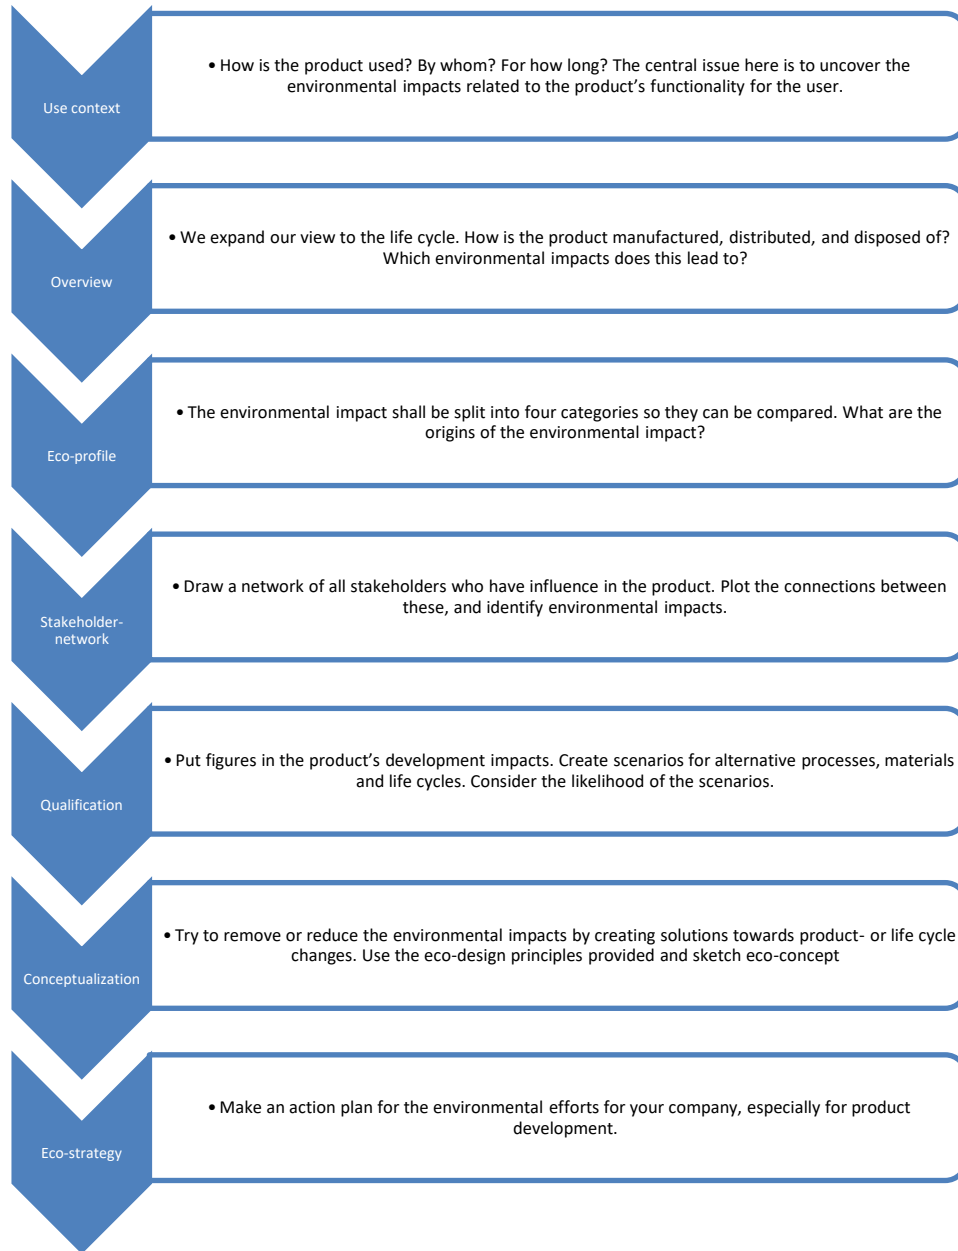 Use context
• How is the product used? By whom? For how long? The central issue here is to uncover the
environmental impacts related to the product’s functionality for the user.
Overview
• We expand our view to the life cycle. How is the product manufactured, distributed, and disposed of?
Which environmental impacts does this lead to?
Eco-profile
• The environmental impact shall be split into four categories so they can be compared. What are the
origins of the environmental impact?
Stakeholder-
network
• Draw a network of all stakeholders who have influence in the product. Plot the connections between
these, and identify environmental impacts.
Qualification
• Put figures in the product’s development impacts. Create scenarios for alternative processes, materials
and life cycles. Consider the likelihood of the scenarios.
Conceptualization
• Try to remove or reduce the environmental impacts by creating solutions towards product- or life cycle
changes. Use the eco-design principles provided and sketch eco-concept
Eco-strategy
• Make an action plan for the environmental efforts for your company, especially for product
development.